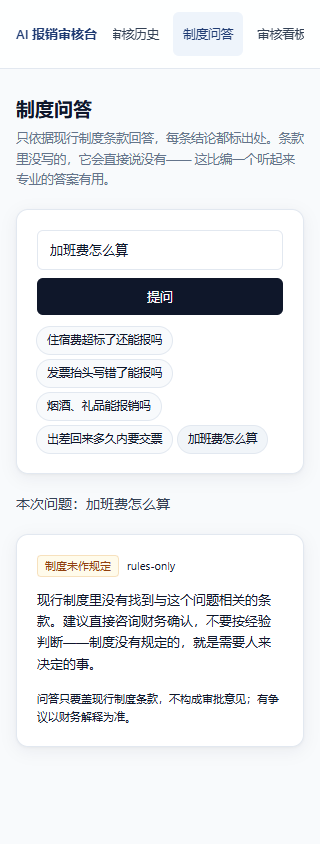 AI 报销审核台 审核历史 制度问答 审核看板
制度问答
只依据现行制度条款回答，每条结论都标出处。条款
里没写的，它会直接说没有—— 这比编一个听起来
专业的答案有用。
加班费怎么算
提问
住宿费超标了还能报吗
发票抬头写错了能报吗
烟酒、礼品能报销吗
出差回来多久内要交票 加班费怎么算
本次问题：加班费怎么算
制度未作规定 rules-only
现行制度里没有找到与这个问题相关的条
款。建议直接咨询财务确认，不要按经验
判断——制度没有规定的，就是需要人来
决定的事。
问答只覆盖现行制度条款，不构成审批意见；有争
议以财务解释为准。